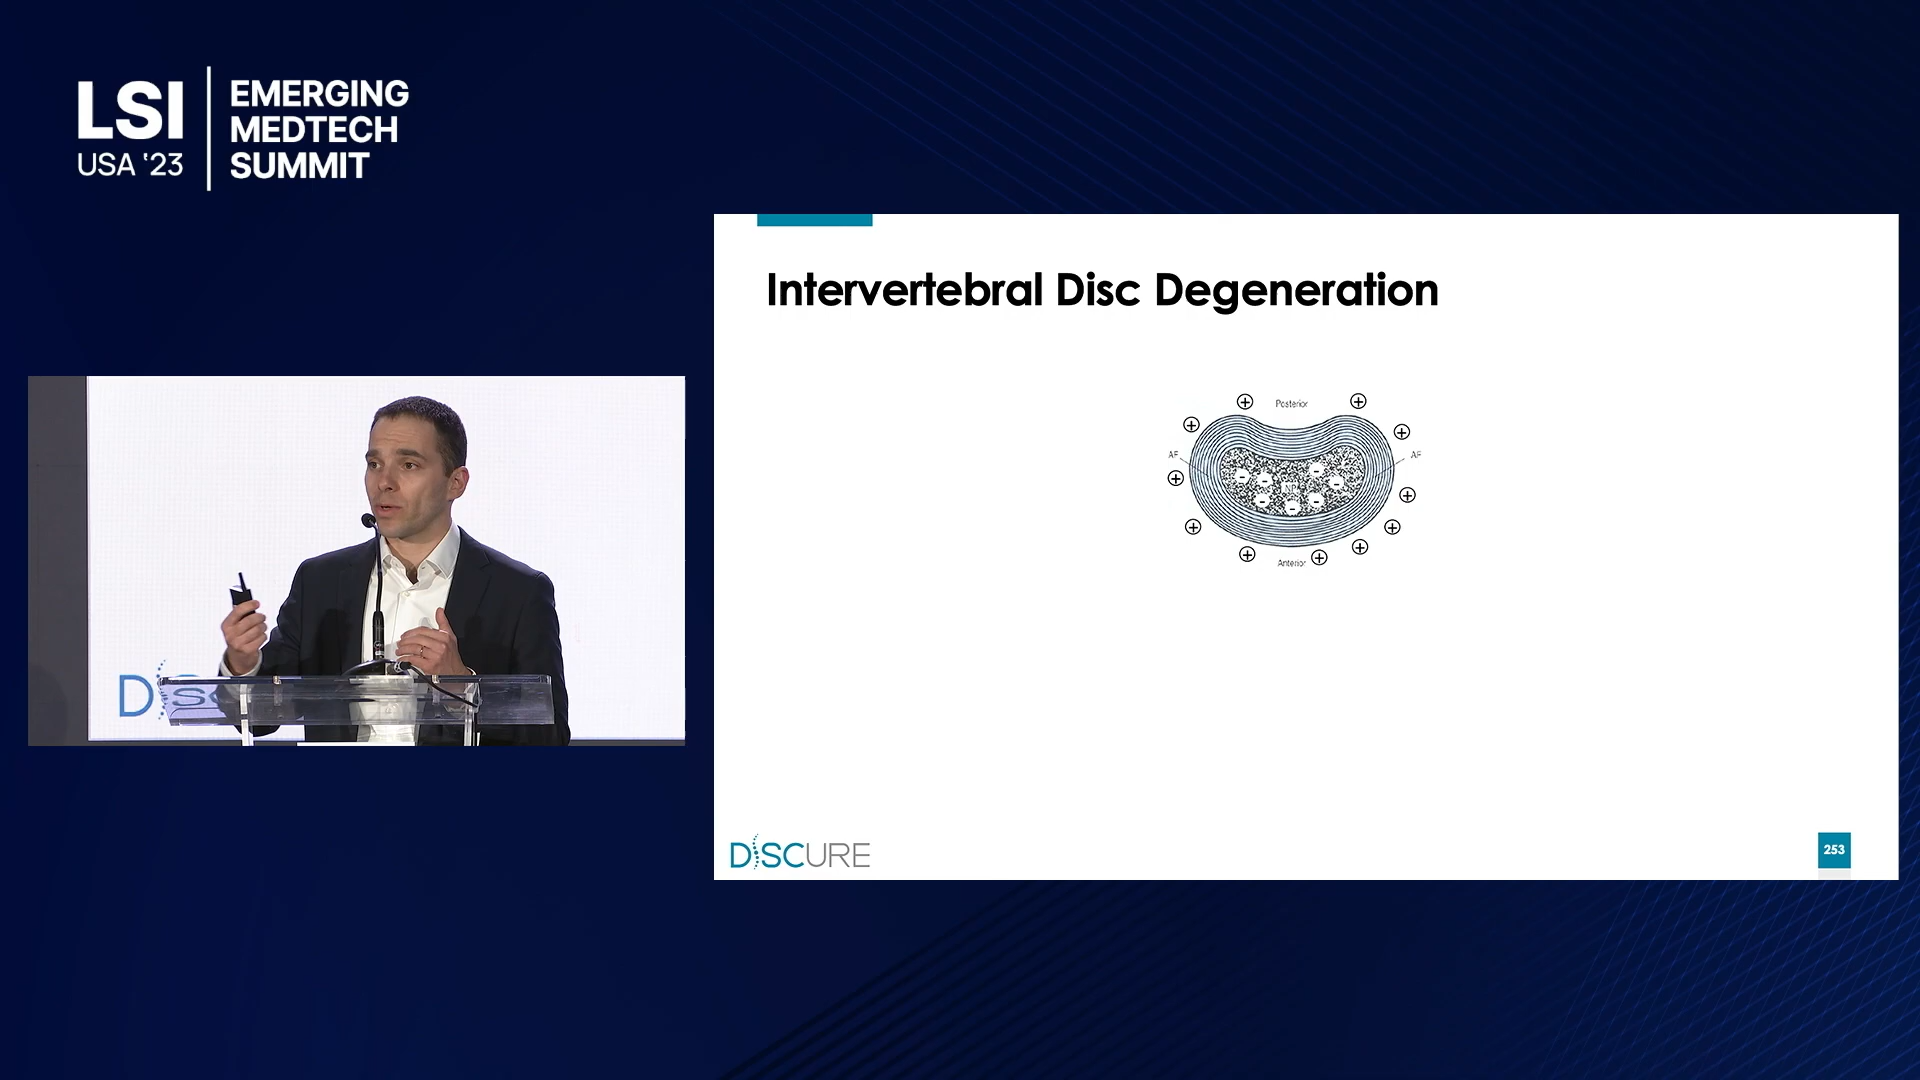 LSI
USA '23
EMERGING
MEDTECH
SUMMIT
Intervertebral Disc Degeneration
Posterior
AF
AF
NP
Anterior
DISCURE
253